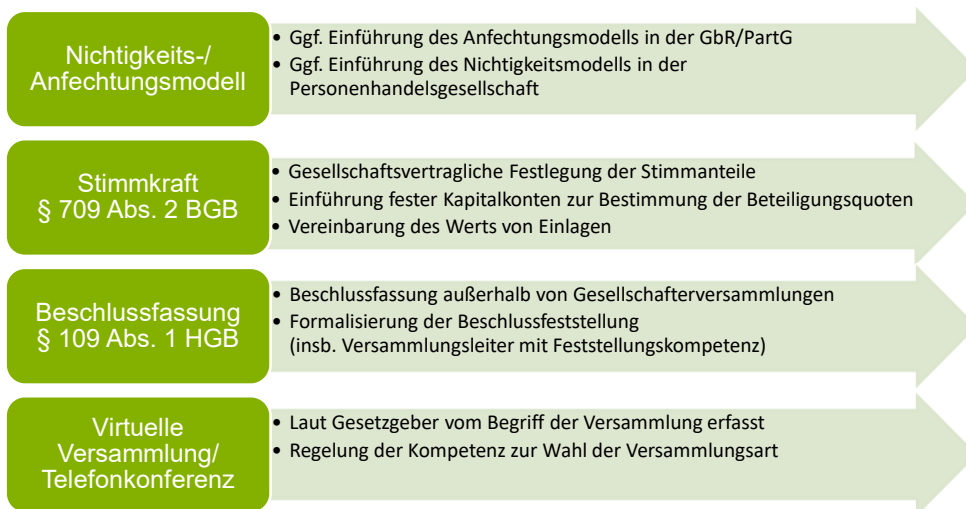 Nichtigkeits-/
Anfechtungsmodell
• Ggf. Einführung des Anfechtungsmodells in der GbR/PartG
• Ggf. Einführung des Nichtigkeitsmodells in der
Personenhandelsgesellschaft
Stimmkraft
§ 709 Abs. 2 BGB
• Gesellschaftsvertragliche Festlegung der Stimmanteile
• Einführung fester Kapitalkonten zur Bestimmung der Beteiligungsquoten
• Vereinbarung des Werts von Einlagen
Beschlussfassung
§ 109 Abs. 1 HGB
• Beschlussfassung außerhalb von Gesellschafterversammlungen
• Formalisierung der Beschlussfeststellung
(insb. Versammlungsleiter mit Feststellungskompetenz)
Virtuelle
Versammlung/
Telefonkonferenz
• Laut Gesetzgeber vom Begriff der Versammlung erfasst
• Regelung der Kompetenz zur Wahl der Versammlungsart